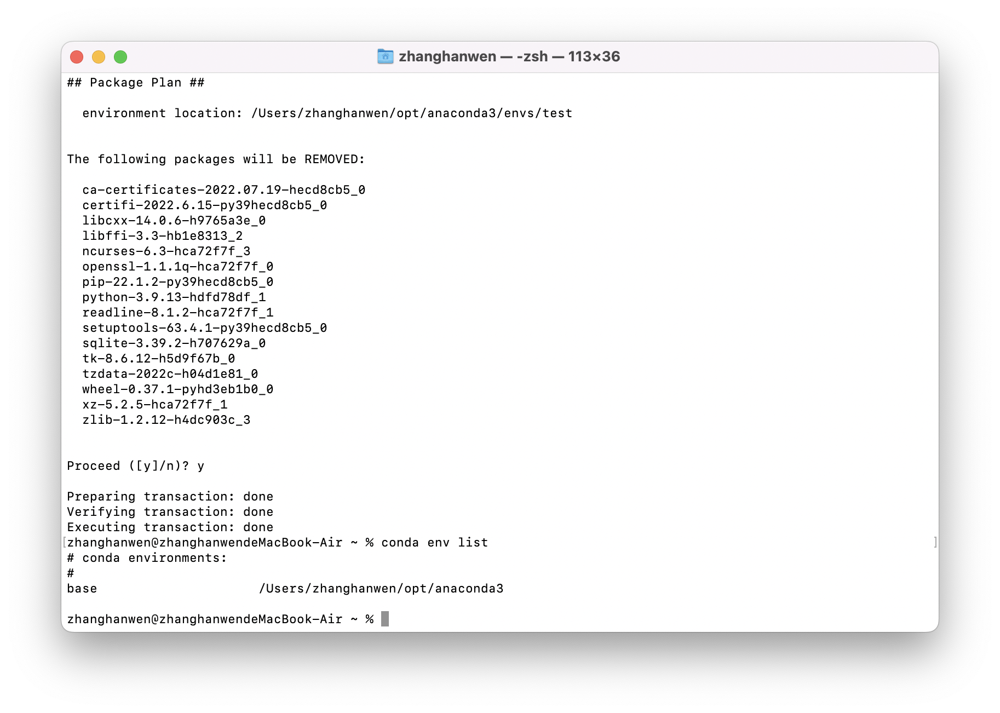 zhanghanwen — -zsh — 113×36
## Package Plan ##
environment location: /Users/zhanghanwen/opt/anaconda3/envs/test
The following packages will be REMOVED:
ca-certificates-2022.07.19-hecd8cb5_0
certifi-2022.6.15-py39hecd8cb5_0
libcxx-14.0.6-h9765a3e_0
libffi-3.3-hb1e8313_2
ncurses-6.3-hca72f7f_3
openssl-1.1.1q-hca72f7f_0
pip-22.1.2-py39hecd8cb5_0
python-3.9.13-hdfd78df_1
readline-8.1.2-hca72f7f_1
setuptools-63.4.1-py39hecd8cb5_0
sqlite-3.39.2-h707629a_0
tk-8.6.12-h5d9f67b_0
tzdata-2022c-h04d1e81_0
wheel-0.37.1-pyhd3eb1b0_0
xz-5.2.5-hca72f7f_1
zlib-1.2.12-h4dc903c_3
Proceed ([y]/n)? y
Preparing transaction: done
Verifying transaction: done
Executing transaction: done
[zhanghanwen@zhanghanwendeMacBook-Air ~ % conda env list ]
# conda environments:
#
base /Users/zhanghanwen/opt/anaconda3
zhanghanwen@zhanghanwendeMacBook-Air ~ %